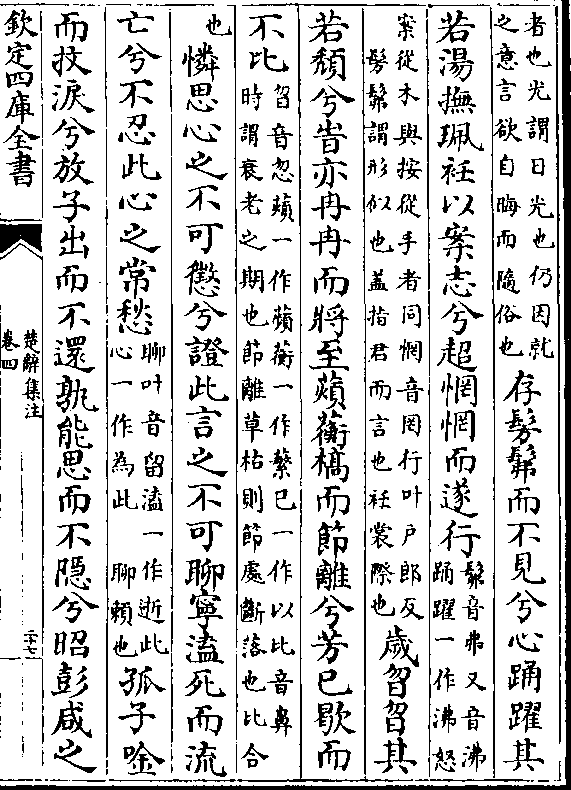 者也光謂日光也仍因就
之意言欲自晦而隨俗也
存髣髴而不見兮心踊躍其
若湯撫珮衽以案志兮超惘惘而遂行
髴音弗又音沸
踊躍一作沸怒
案從木與按從手者同惘音罔行叶户郎反
髣髴謂形似也蓋指君而言也衽裳際也
歲曶曶其
若頹兮旹亦冉冉而將至薠蘅槁而節離兮芳已歇而
不比
曶音忽薠一作蘋蘅一作蘩已一作以比音鼻
時謂衰老之期也節離草枯則節處斷落也比合
也
憐思心之不可懲兮證此言之不可聊寧溘死而流
亡兮不忍此心之常愁
聊叶音留溘一作逝此
心一作為此 聊賴也
孤子唫
而抆淚兮放子出而不還孰能思而不隱兮昭彭咸之
欽定四庫全書
楚辭集注
卷四
二十七